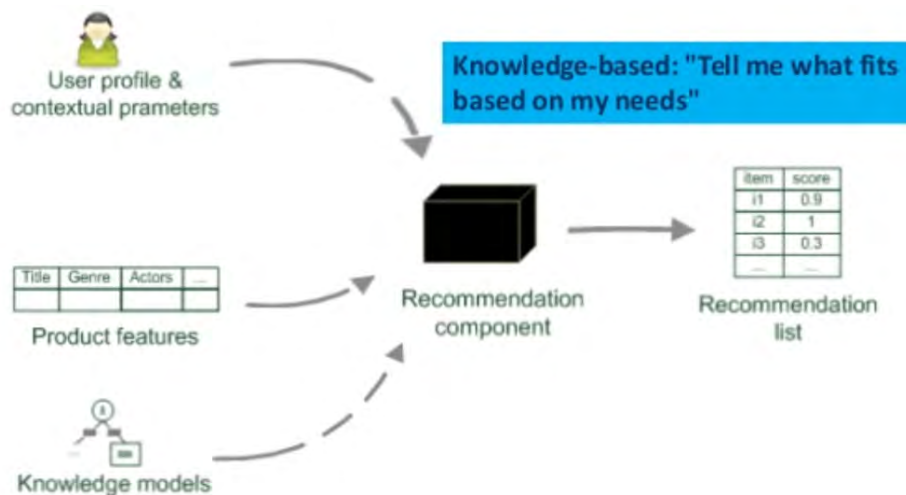 User profile &
contextual prameters
Knowledge-based: "Tell me what fits
based on my needs"
item score
i1 0.9
i2 1
i3 0.3
... ...
Title Genre Actors ...
Recommendation
component
Recommendation
list
Product features
Knowledge models